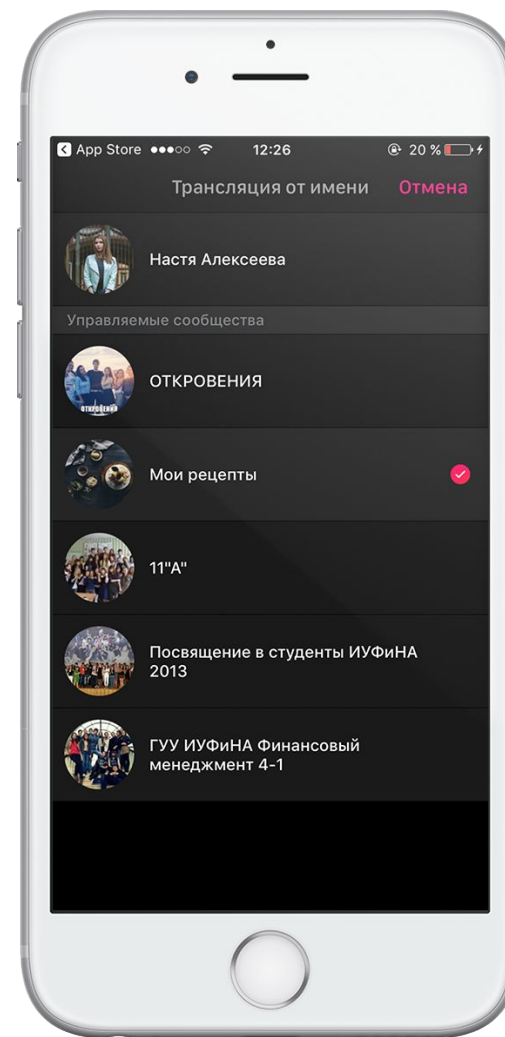 App Store 12:26 20 %
Трансляция от имени Отмена
Настя Алексеева
Управляемые сообщества
ОТКРОВЕНИЯ
ОТКРОВЕНИЯ
Мои рецепты
11"А"
Посвящение в студенты ИУФиНА
2013
ГУУ ИУФиНА Финансовый
менеджмент 4-1